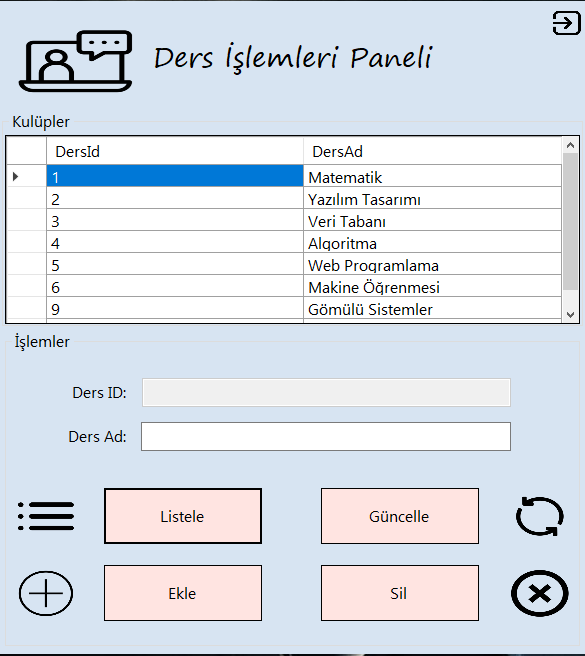 Ders İşlemleri Paneli
Kulüpler
DersId DersAd
1 Matematik
2 Yazılım Tasarımı
3 Veri Tabanı
4 Algoritma
5 Web Programlama
6 Makine Öğrenmesi
9 Gömülü Sistemler
İşlemler
Ders ID:
Ders Ad:
Listele Güncelle
Ekle Sil